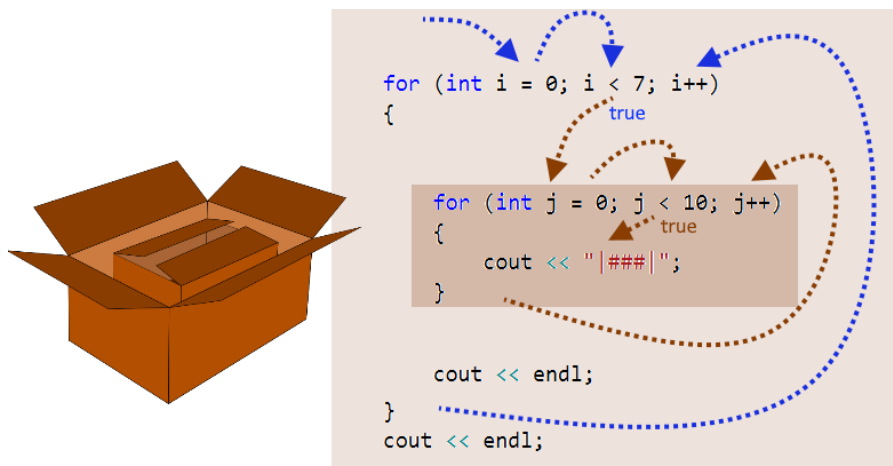 for (int i = 0; i < 7; i++)
true
{
for (int j = 0; j < 10; j++)
true
{
cout << "|###|";
}
cout << endl;
}
cout << endl;